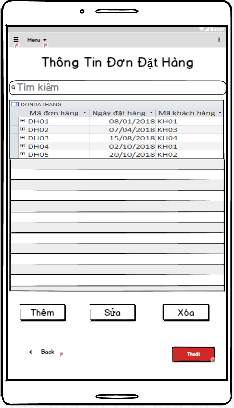 Menu
Thông Tin Đơn Đặt Hàng
Tìm kiếm
DONDATHANG
Mã đơn hàng Ngày đặt hàng Mã khách hàng
DH01 08/01/2018 KH01
DH02 07/04/2018 KH03
DH03 15/08/2018 KH04
DH04 02/10/2018 KH01
DH05 20/10/2018 KH02
Thêm Sửa Xóa
Back Thoát